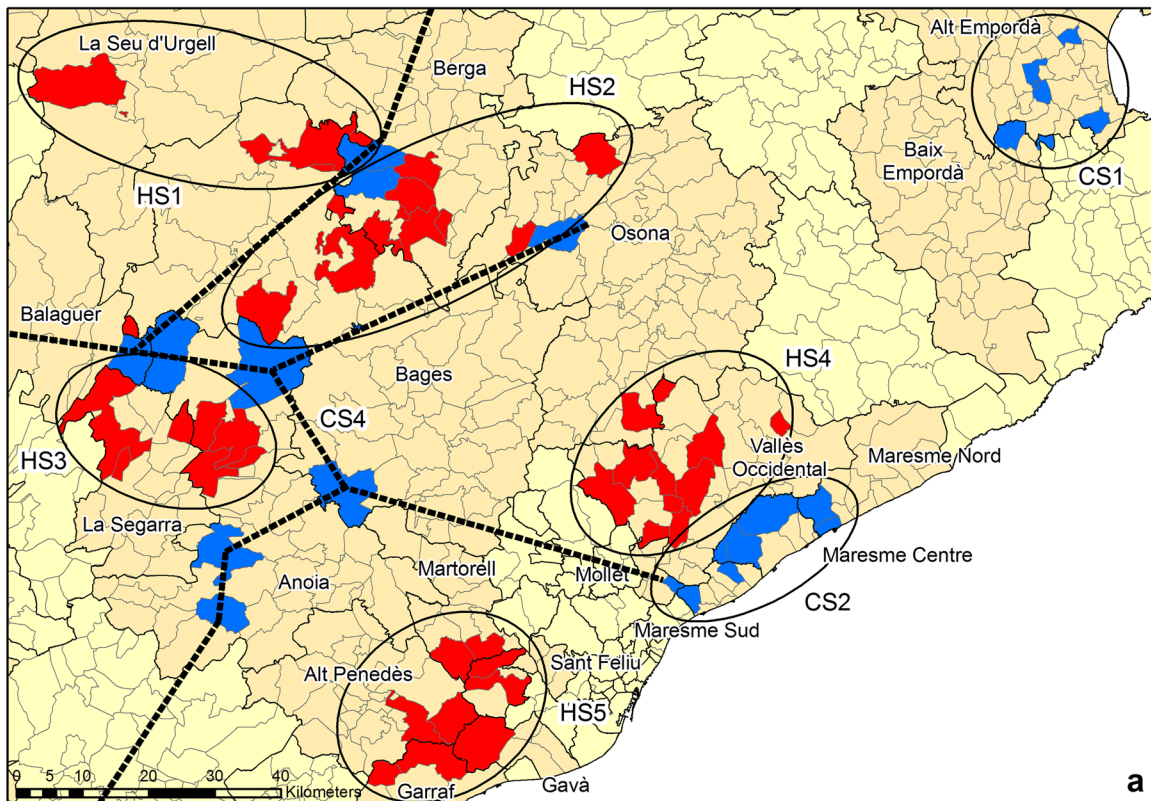 La Seu d'Urgell
Alt Empordà
Berga
HS2
Baix
Empordà
CS1
HS1
Osona
Balaguer
HS4
Bages
CS4
Vallès
Occidental
Maresme Nord
HS3
La Segarra
Maresme Centre
Martorell
Mollet
Anoia
CS2
Maresme Sud
Sant Feliu
Alt Penedès
HS5
0 5 10 20 30 40
Kilometers
Garraf
Gavà
a